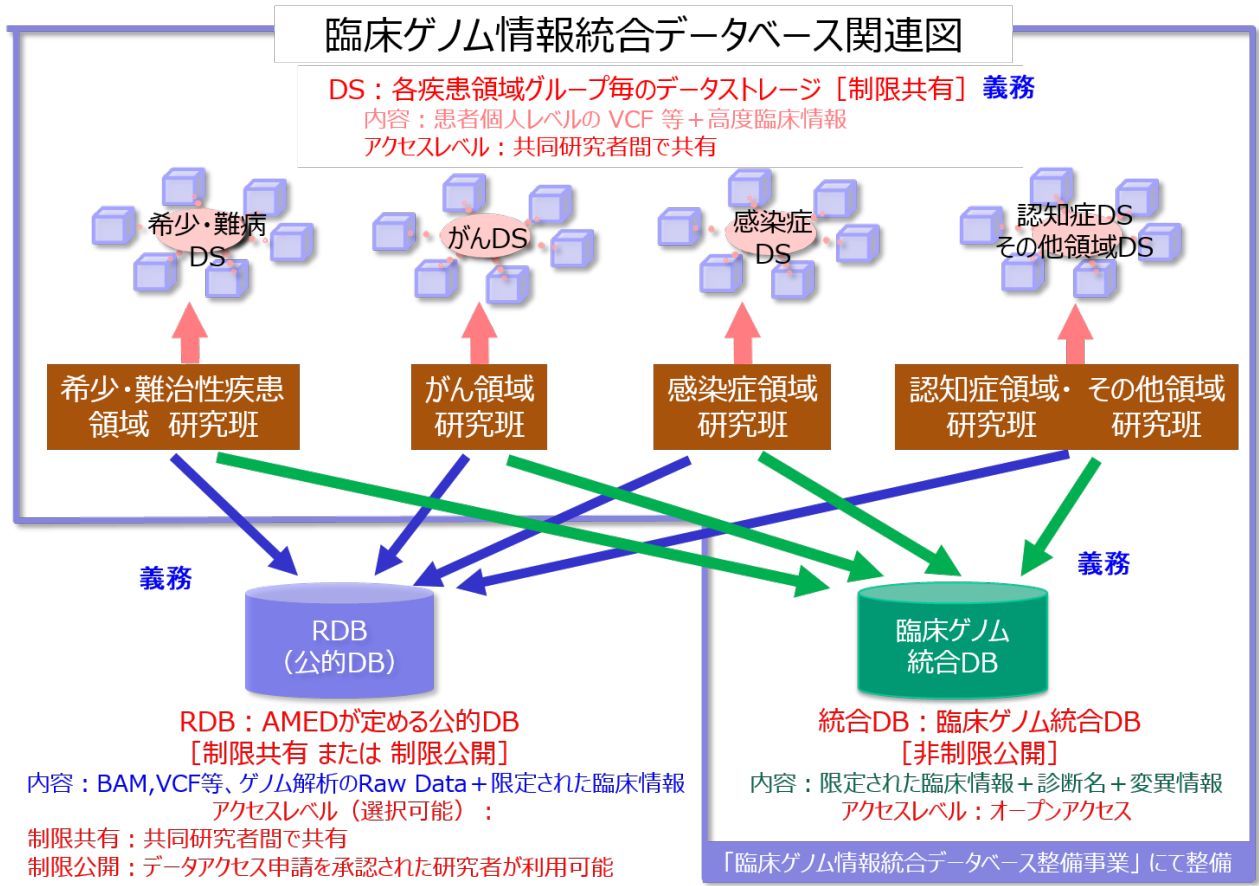 臨床ゲノム情報統合データベース関連図
DS：各疾患領域グループ毎のデータストレージ［制限共有］ 義務
内容：患者個人レベルの VCF 等＋高度臨床情報
アクセスレベル：共同研究者間で共有
希少・難病
DS
がんDS
感染症
DS
認知症DS
その他領域DS
希少・難治性疾患
領域 研究班
がん領域
研究班
感染症領域
研究班
認知症領域・ その他領域
研究班 研究班
義務
義務
RDB
（公的DB）
臨床ゲノム
統合DB
RDB：AMEDが定める公的DB
［制限共有 または 制限公開］
内容：BAM,VCF等、ゲノム解析のRaw Data＋限定された臨床情報
アクセスレベル（選択可能）：
制限共有：共同研究者間で共有
制限公開：データアクセス申請を承認された研究者が利用可能
統合DB：臨床ゲノム統合DB
［非制限公開］
内容：限定された臨床情報＋診断名＋変異情報
アクセスレベル：オープンアクセス
「臨床ゲノム情報統合データベース整備事業」にて整備